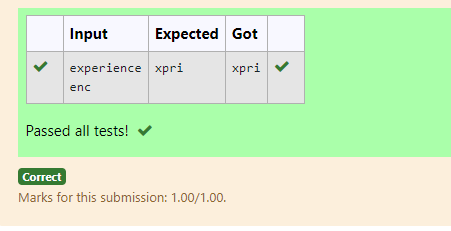 Input Expected Got
experience xpri xpri
enc
Passed all tests!
Correct
Marks for this submission: 1.00/1.00.